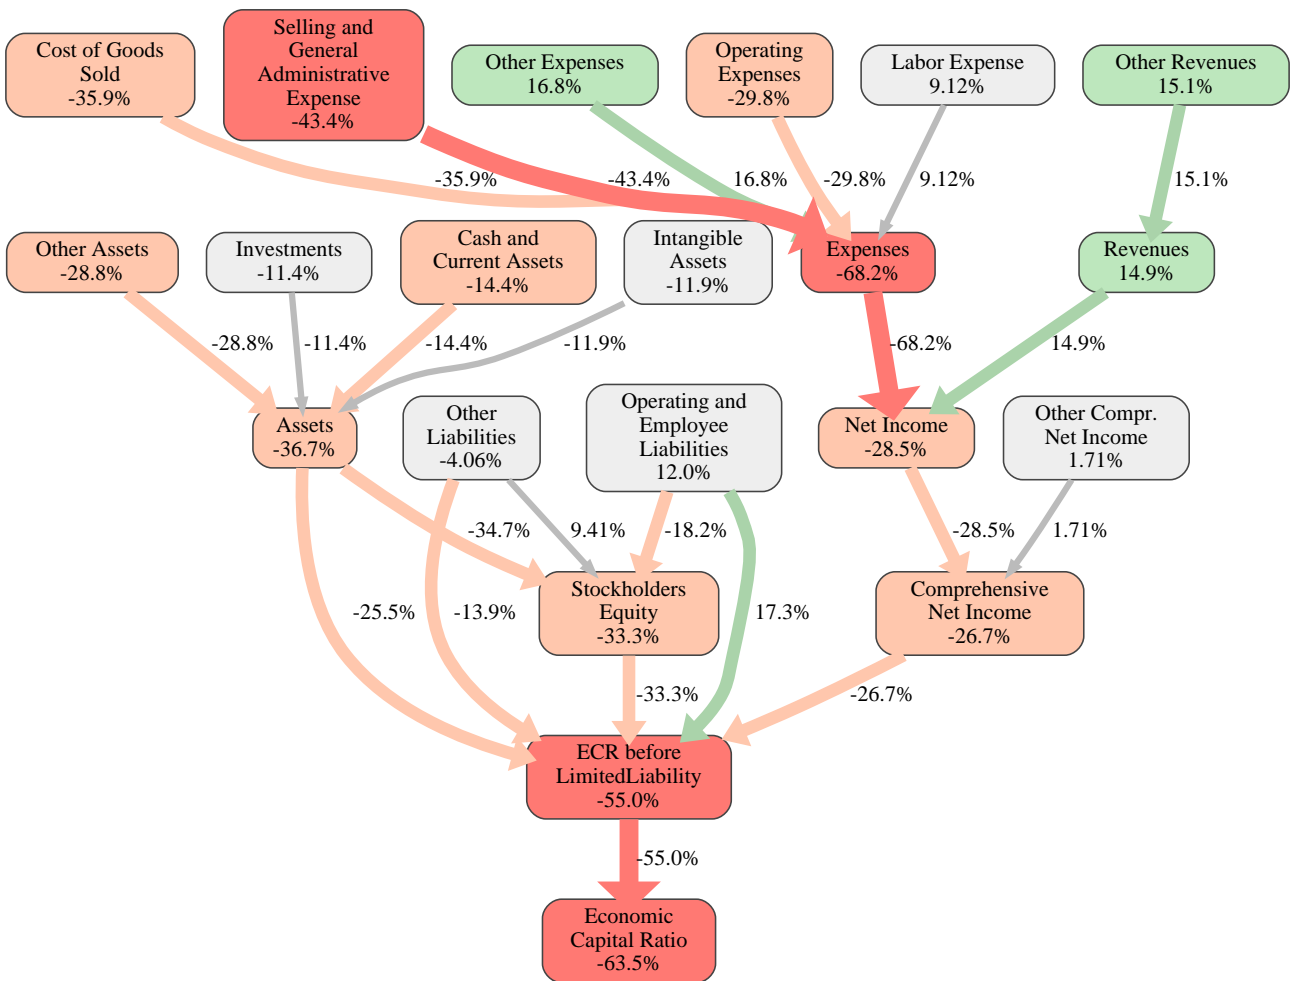 Cost of Goods
Sold
-35.9%
Selling and
General
Administrative
Expense
-43.4%
Other Expenses
16.8%
Operating
Expenses
-29.8%
Labor Expense
9.12%
Other Revenues
15.1%
-35.9%
-43.4%
16.8%
-29.8%
9.12%
15.1%
Other Assets
-28.8%
Investments
-11.4%
Cash and
Current Assets
-14.4%
Intangible
Assets
-11.9%
Expenses
-68.2%
Revenues
14.9%
-28.8%
-11.4%
-14.4%
-11.9%
-68.2%
14.9%
Assets
-36.7%
Other
Liabilities
-4.06%
Operating and
Employee
Liabilities
12.0%
Net Income
-28.5%
Other Compr.
Net Income
1.71%
-34.7%
9.41%
-18.2%
-28.5%
1.71%
-25.5%
-13.9%
Stockholders
Equity
-33.3%
17.3%
Comprehensive
Net Income
-26.7%
-33.3%
-26.7%
ECR before
LimitedLiability
-55.0%
-55.0%
Economic
Capital Ratio
-63.5%